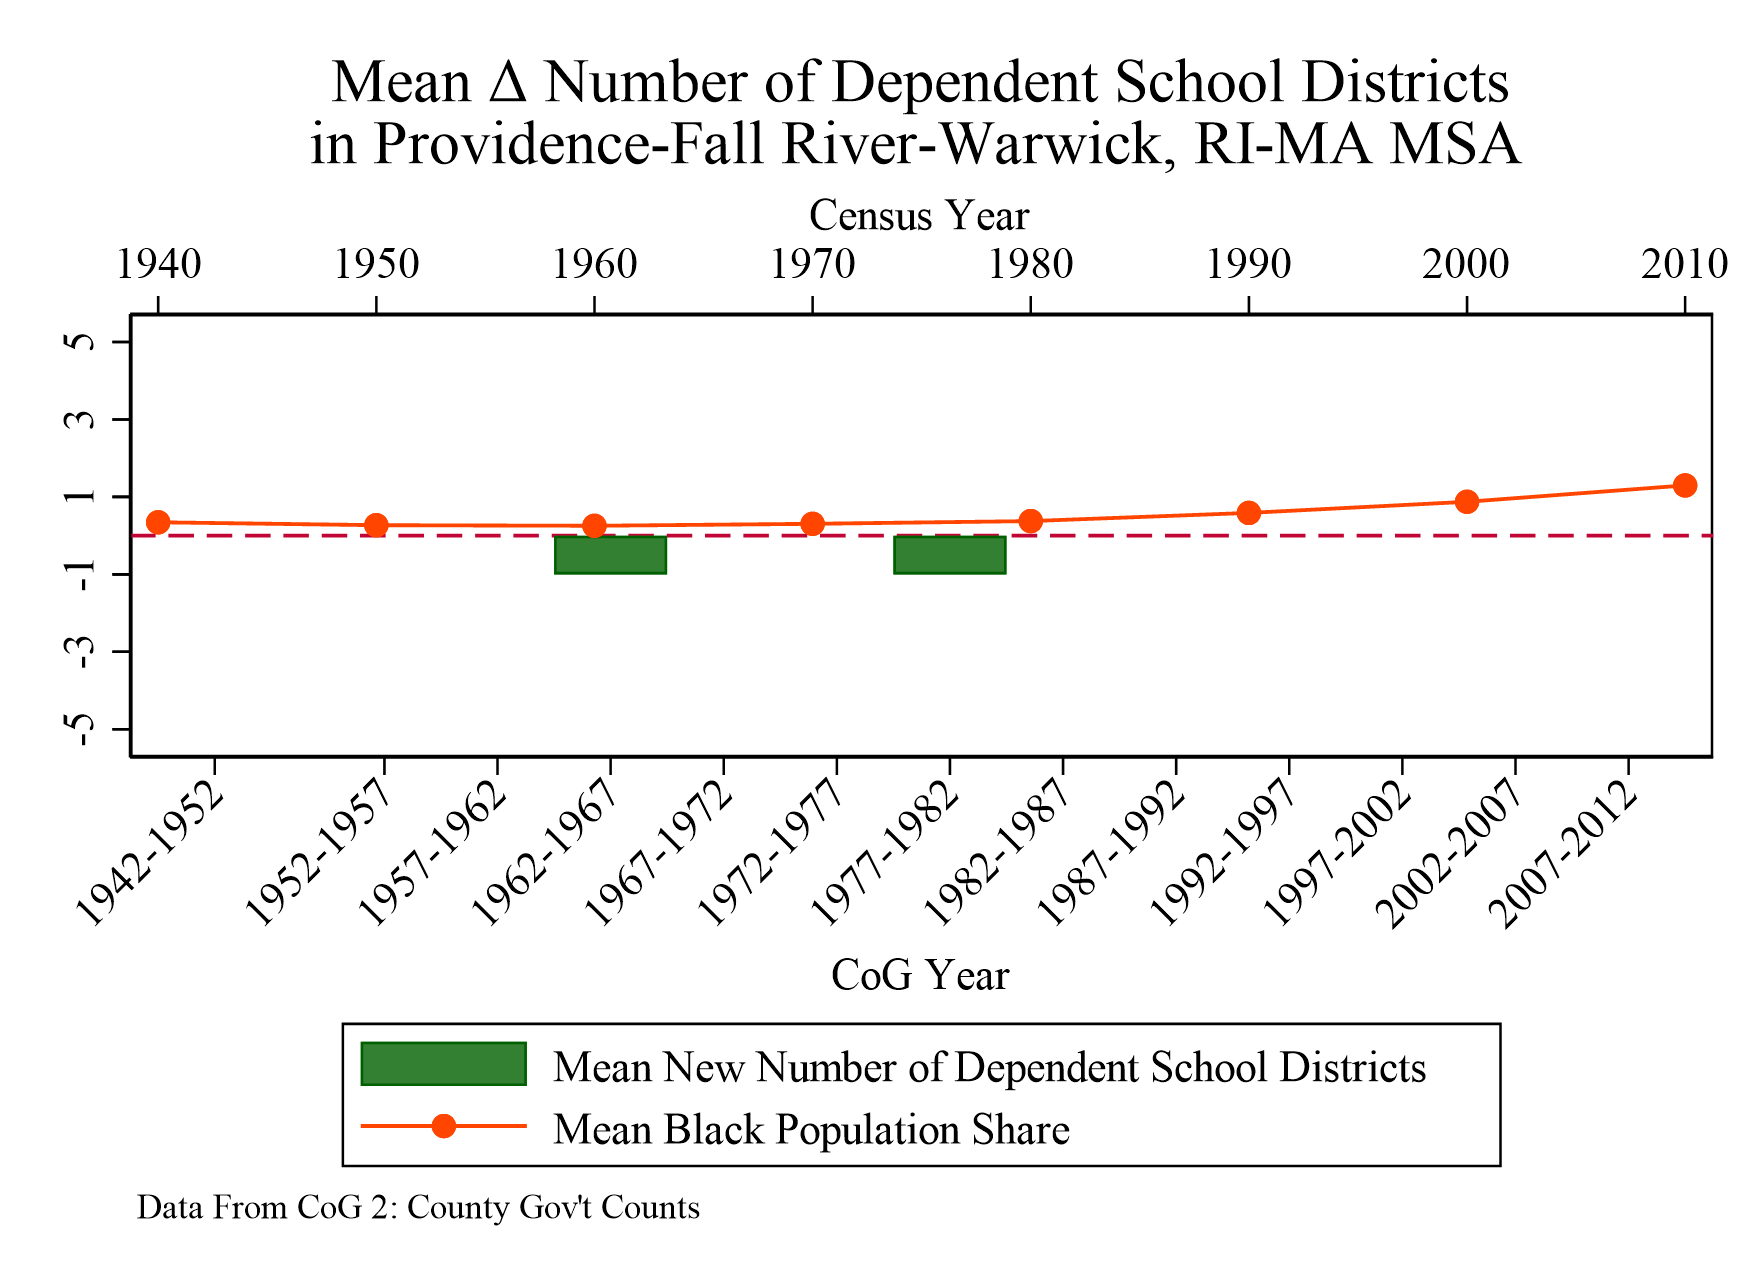 Mean Δ Number of Dependent School Districts
in Providence-Fall River-Warwick, RI-MA MSA
Census Year
1940 1950 1960 1970 1980 1990 2000 2010
5
3
1
-1
-3
-5
1942-1952 1952-1957 1957-1962 1962-1967 1967-1972 1972-1977 1977-1982 1982-1987 1987-1992 1992-1997 1997-2002 2002-2007 2007-2012
CoG Year
Mean New Number of Dependent School Districts
Mean Black Population Share
Data From CoG 2: County Gov't Counts